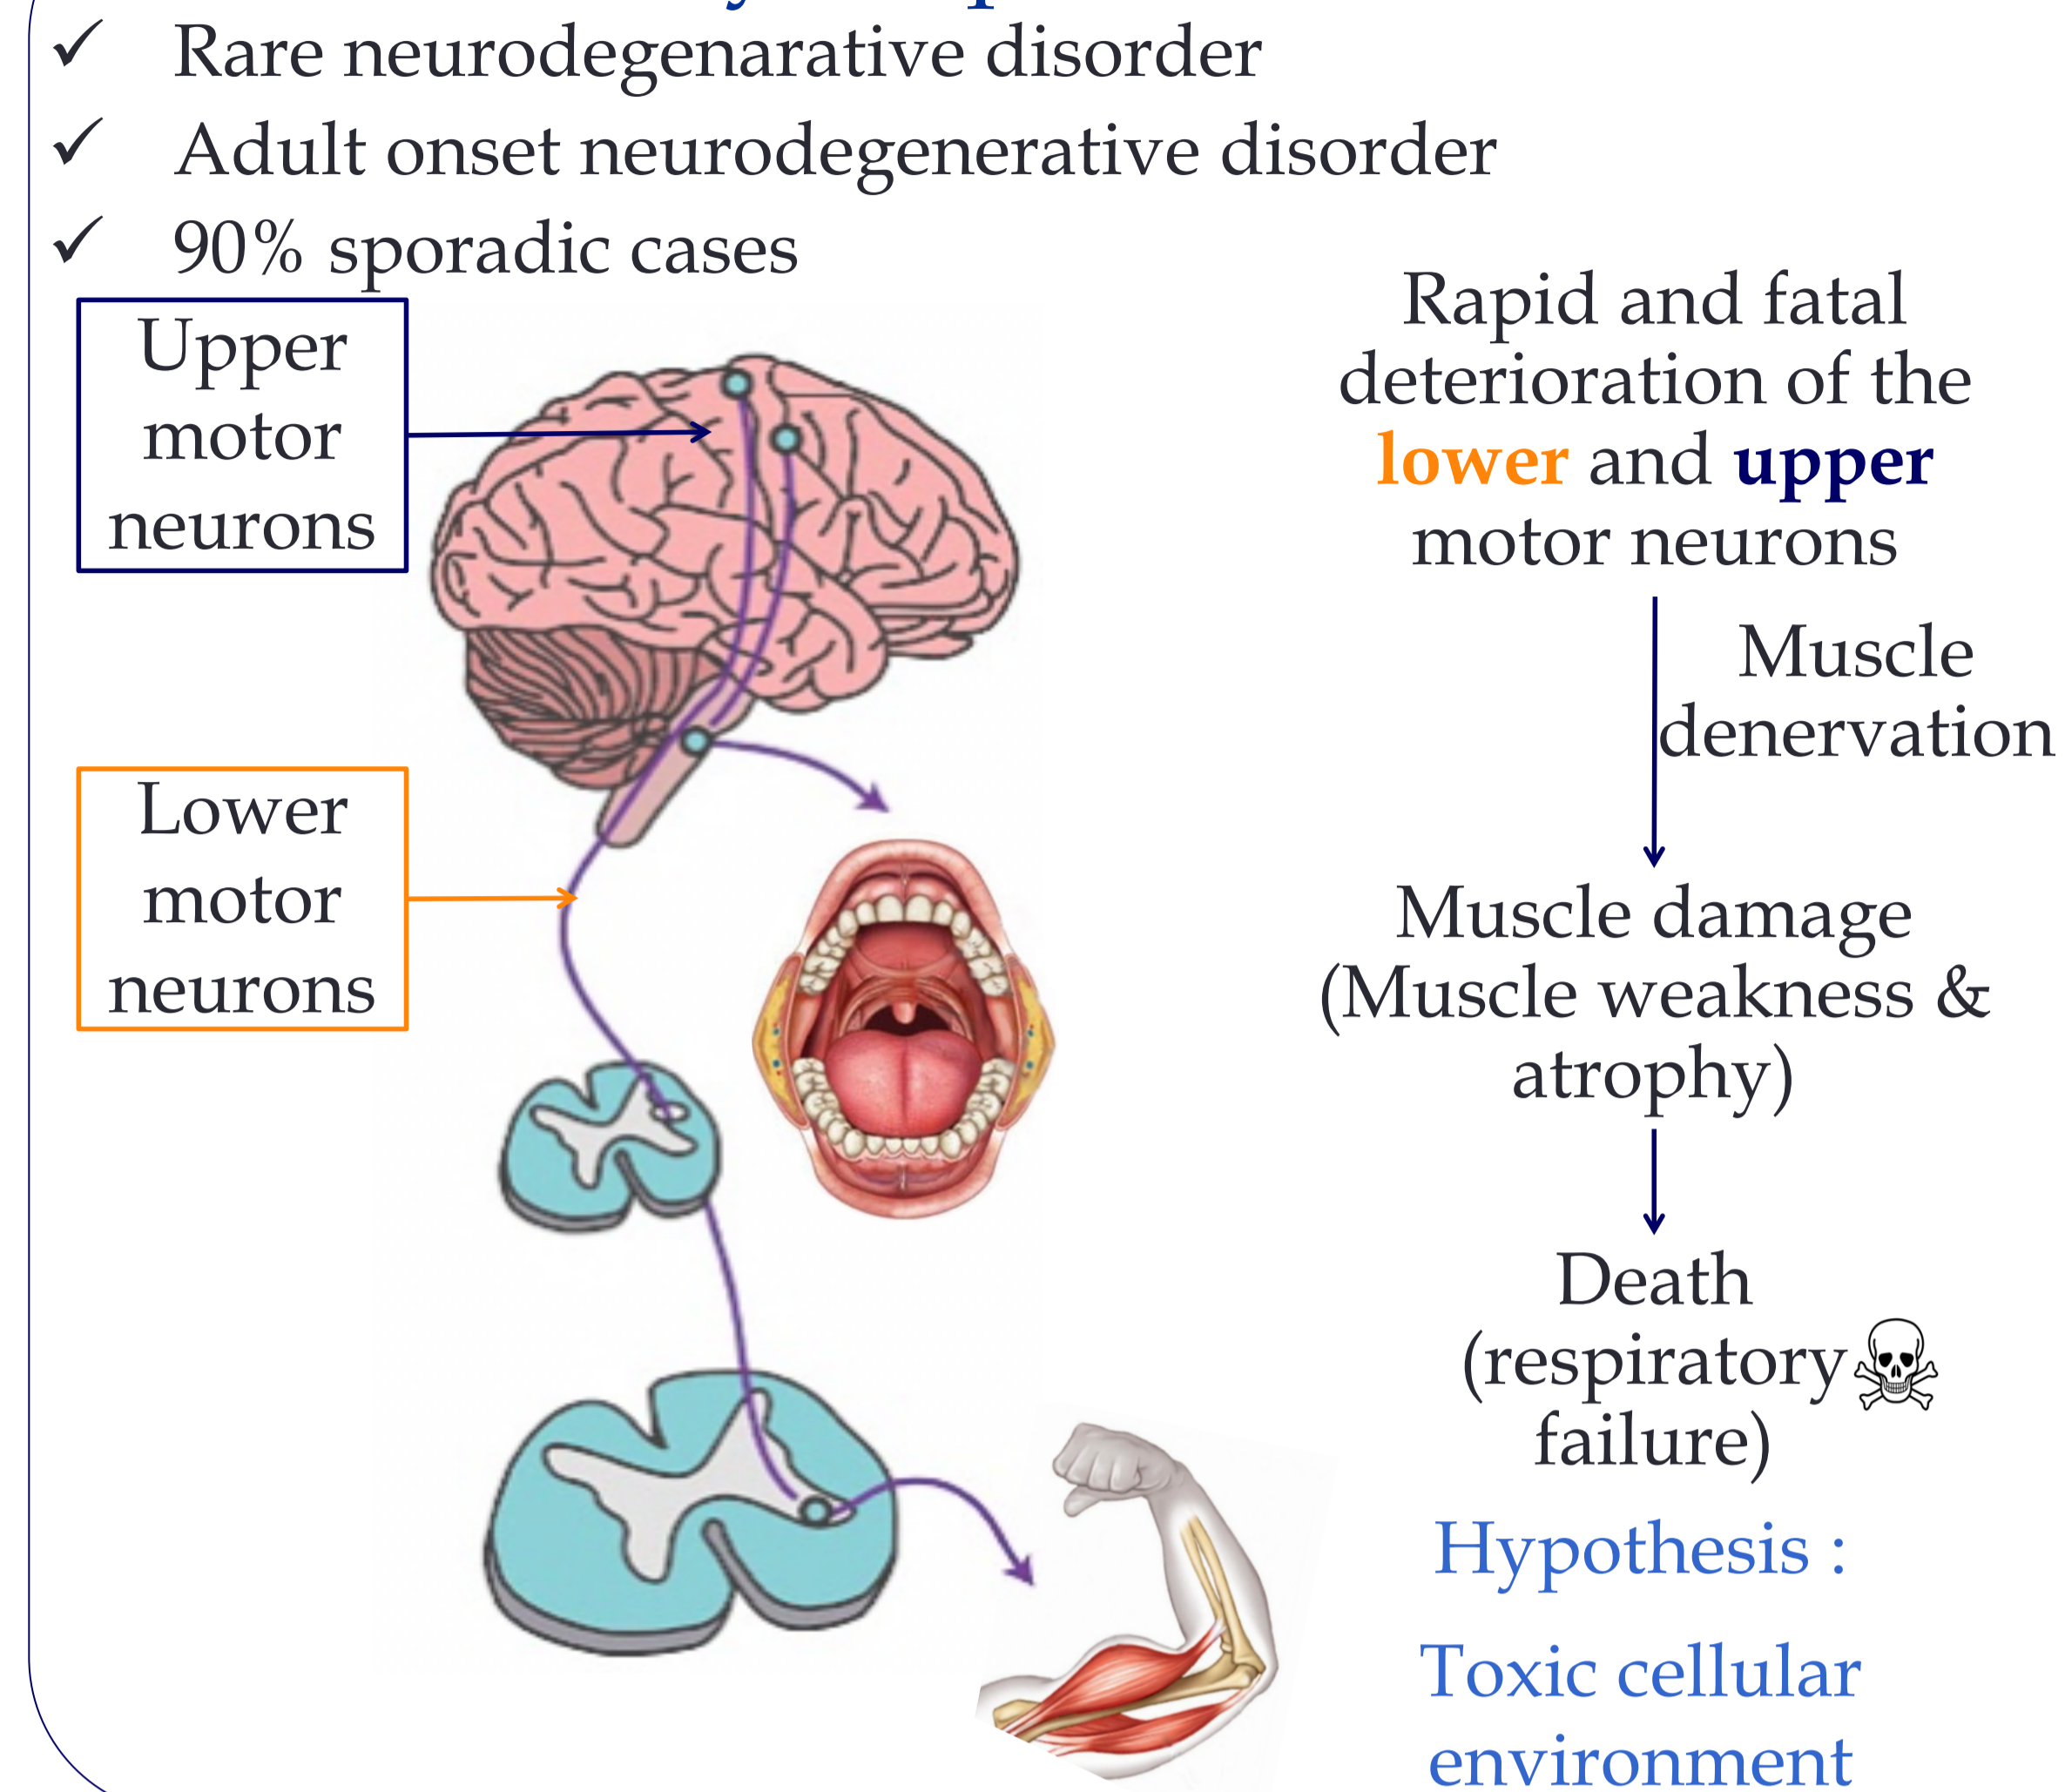 Rare neurodegenarative disorder
Adult onset neurodegenerative disorder
90% sporadic cases
Upper
motor
neurons
Lower
motor
neurons
Rapid and fatal
deterioration of the
lower and upper
motor neurons
Muscle
denervation
Muscle damage
(Muscle weakness &
atrophy)
Death
(respiratory
failure)
Hypothesis :
Toxic cellular
environment